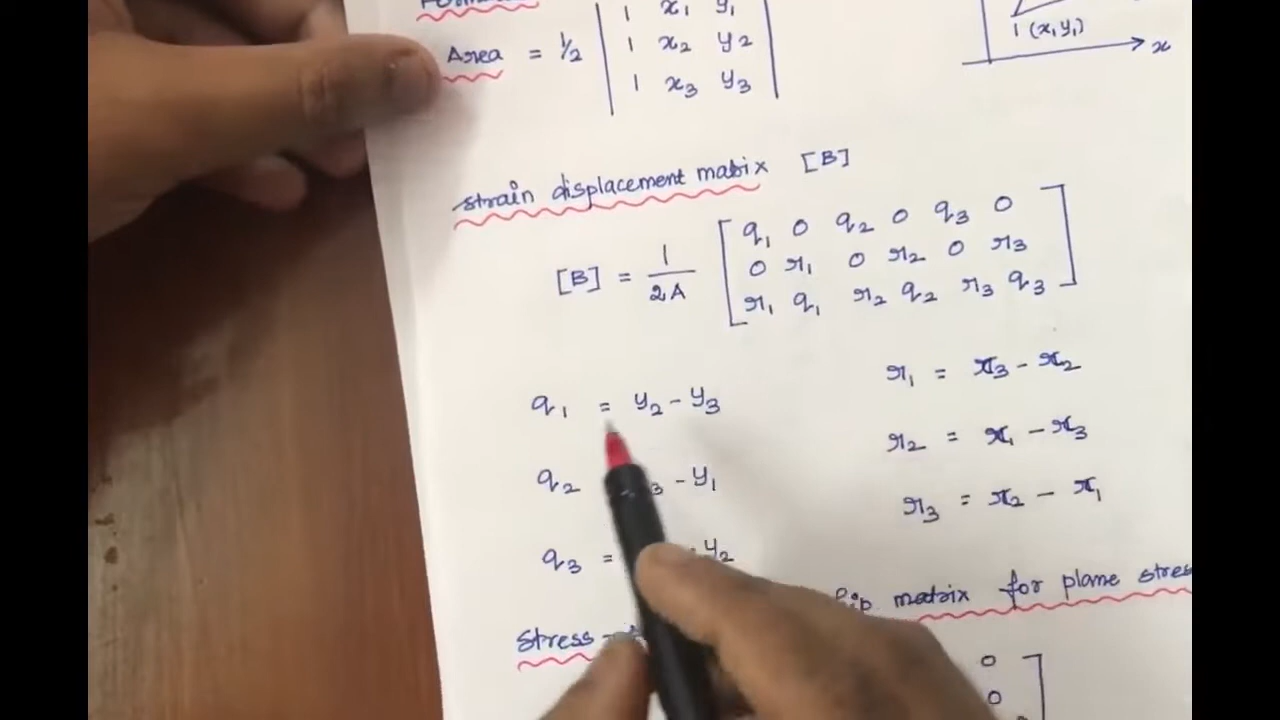 Area = 1/2 | 1 x₁ y₁ |
| 1 x₂ y₂ |
| 1 x₃ y₃ |
1 (x₁ y₁)
x
strain displacement matrix [B]
[B] = 1/2A [ q₁ 0 q₂ 0 q₃ 0 ]
[ 0 r₁ 0 r₂ 0 r₃ ]
[ r₁ q₁ r₂ q₂ r₃ q₃ ]
q₁ = y₂ - y₃
r₁ = x₃ - x₂
q₂ 3 - y₁
r₂ = x₁ - x₃
q₃ = y₂
r₃ = x₂ - x₁
Stress - matrix for plane stress
0
0